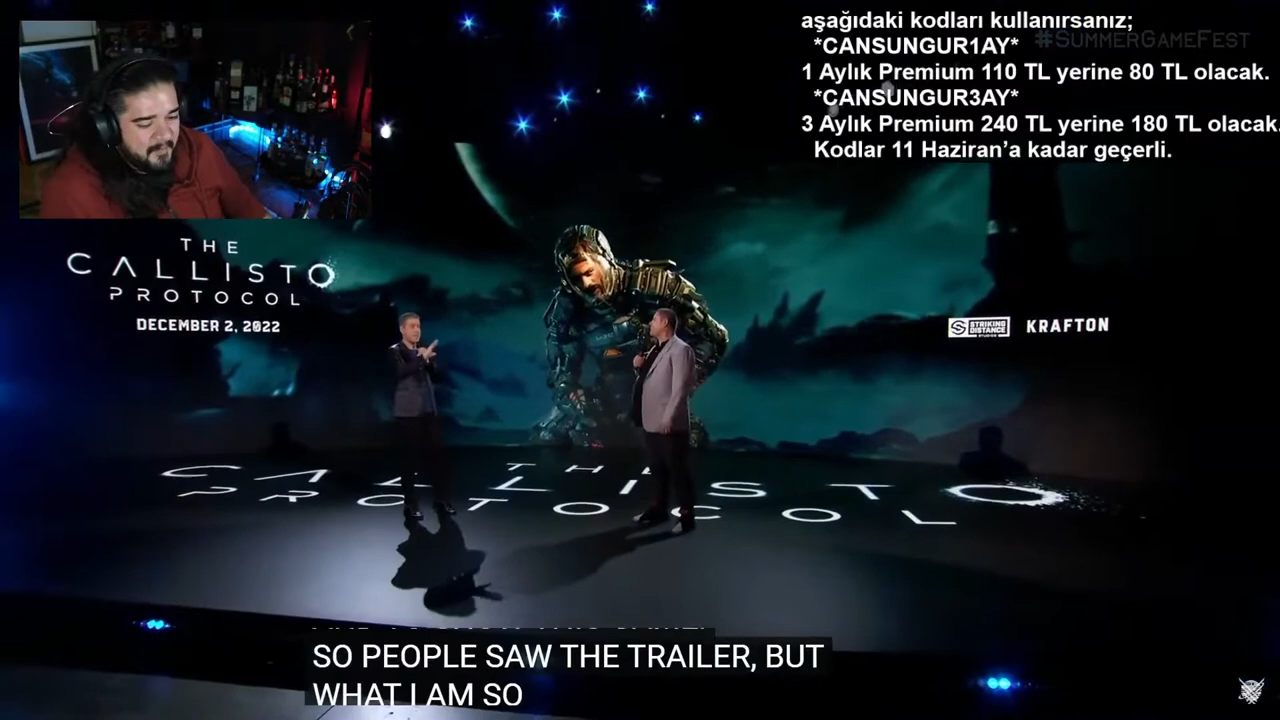 aşağıdaki kodları kullanırsanız;
*CANSUNGUR1AY*
#SUMMERGAMEFEST
1 Aylık Premium 110 TL yerine 80 TL olacak.
*CANSUNGUR3AY*
3 Aylık Premium 240 TL yerine 180 TL olacak
Kodlar 11 Haziran’a kadar geçerli.
THE
CALLISTO
PROTOCOL
DECEMBER 2, 2022
STRIKING
DISTANCE
STUDIOS
KRAFTON
THE
CALLISTO
PROTOCOL
SO PEOPLE SAW THE TRAILER, BUT
WHAT I AM SO